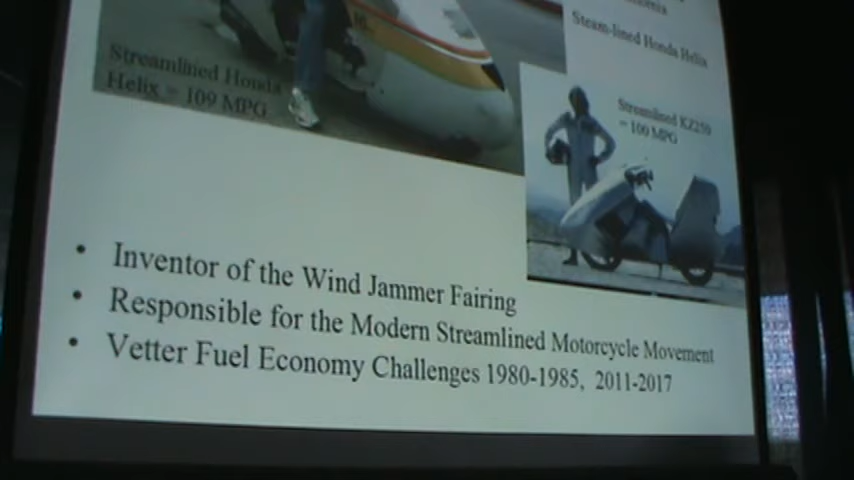 Steam-lined Honda Helix
Streamlined Honda
Helix = 109 MPG
Streamlined KZ250
= 100 MPG
• Inventor of the Wind Jammer Fairing
• Responsible for the Modern Streamlined Motorcycle Movement
• Vetter Fuel Economy Challenges 1980-1985, 2011-2017